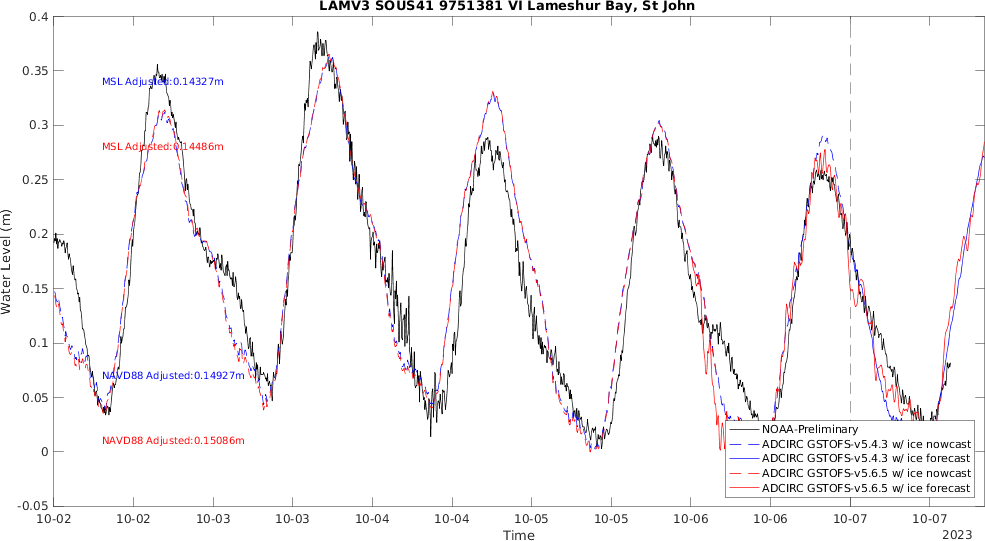 LAMV3 SOUS41 9751381 VI Lameshur Bay, St John
0.4
0.35
0.3
0.25
0.2
0.15
0.1
0.05
0
-0.05
Water Level (m)
MSL Adjusted:0.14327m
MSL Adjusted:0.14486m
NAVD88 Adjusted:0.14927m
NAVD88 Adjusted:0.15086m
NOAA-Preliminary
ADCIRC GSTOFS-v5.4.3 w/ ice nowcast
ADCIRC GSTOFS-v5.4.3 w/ ice forecast
ADCIRC GSTOFS-v5.6.5 w/ ice nowcast
ADCIRC GSTOFS-v5.6.5 w/ ice forecast
10-02 10-02 10-03 10-03 10-04 10-04 10-05 10-05 10-06 10-06 10-07 10-07
Time
2023